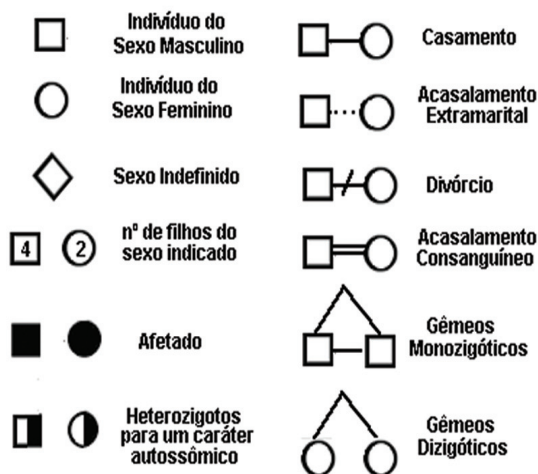 Indivíduo do
Sexo Masculino
Indivíduo do
Sexo Feminino
Sexo Indefinido
4 2
nº de filhos do
sexo indicado
Afetado
Heterozigotos
para um caráter
autossômico
Casamento
Acasalamento
Extramarital
Divórcio
Acasalamento
Consanguíneo
Gêmeos
Monozigóticos
Gêmeos
Dizigóticos